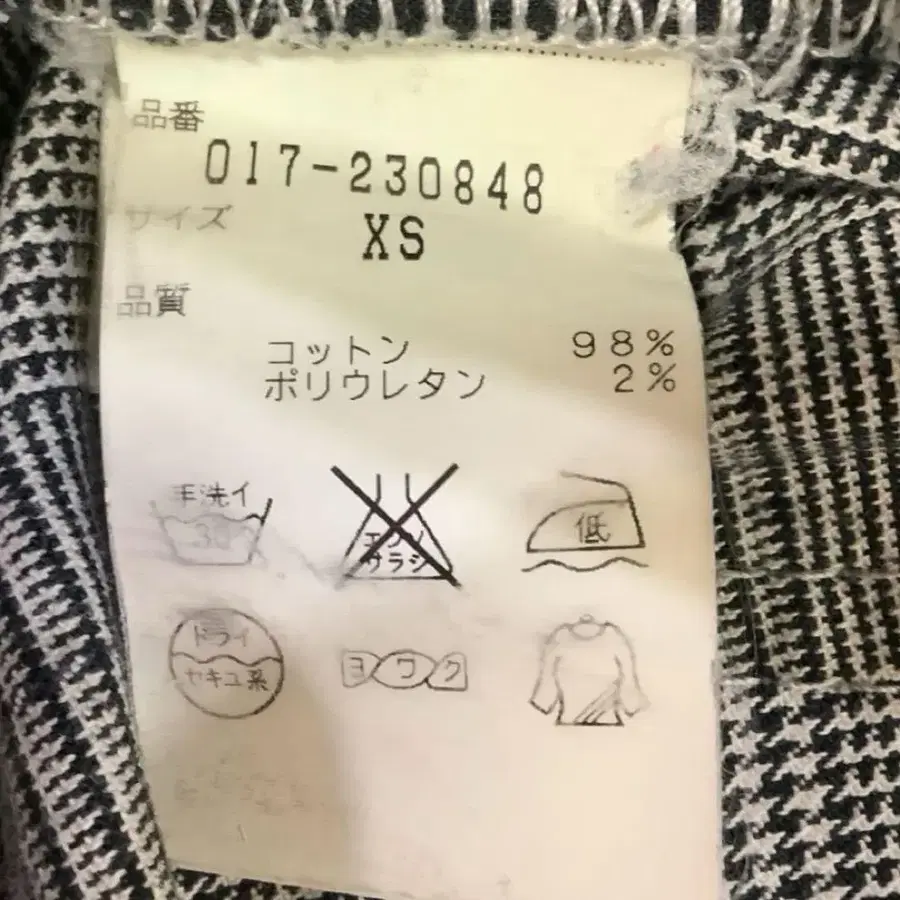 品番
017-230848
サイズ
XS
品質
コットン 98%
ポリウレタン 2%
手洗イ
30
エンソ
サラシ
低
ドライ
セキユ系
ヨワク